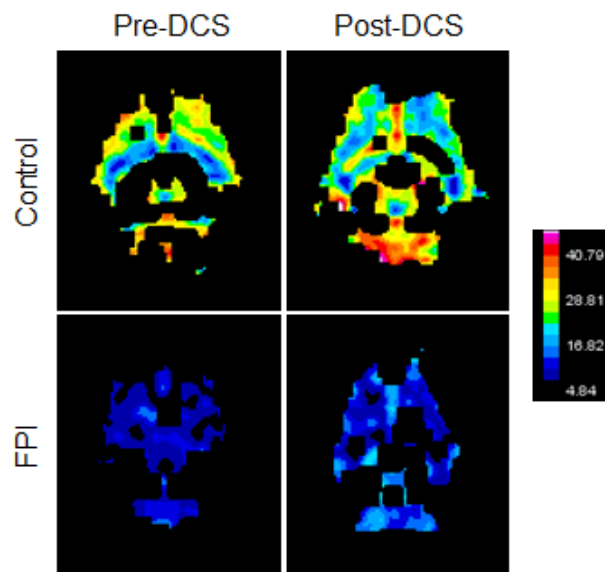 Pre-DCS
Post-DCS
Control
FPI
40.79
28.81
16.82
4.84